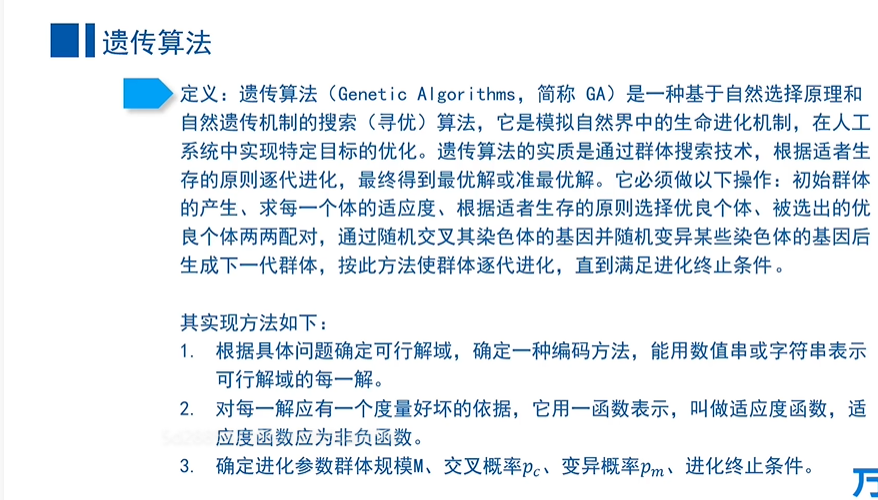 遗传算法
定义：遗传算法（Genetic Algorithms，简称 GA）是一种基于自然选择原理和
自然遗传机制的搜索（寻优）算法，它是模拟自然界中的生命进化机制，在人工
系统中实现特定目标的优化。遗传算法的实质是通过群体搜索技术，根据适者生
存的原则逐代进化，最终得到最优解或准最优解。它必须做以下操作：初始群体
的产生、求每一个体的适应度、根据适者生存的原则选择优良个体、被选出的优
良个体两两配对，通过随机交叉其染色体的基因并随机变异某些染色体的基因后
生成下一代群体，按此方法使群体逐代进化，直到满足进化终止条件。
其实现方法如下：
1. 根据具体问题确定可行解域，确定一种编码方法，能用数值串或字符串表示
可行解域的每一解。
2. 对每一解应有一个度量好坏的依据，它用一函数表示，叫做适应度函数，适
应度函数应为非负函数。
3. 确定进化参数群体规模M、交叉概率p_c、变异概率p_m、进化终止条件。